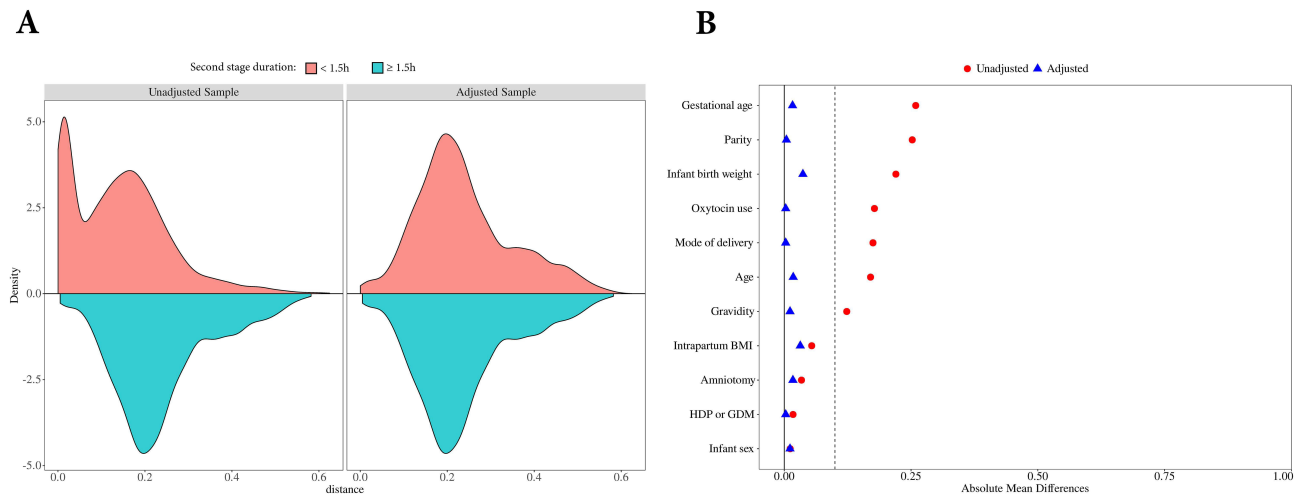 A
Second stage duration: < 1.5h ≥ 1.5h
Unadjusted Sample Adjusted Sample
5.0
2.5
0.0
-2.5
-5.0
Density
0.0 0.2 0.4 0.6 0.0 0.2 0.4 0.6
distance
B
Unadjusted Adjusted
Gestational age
Parity
Infant birth weight
Oxytocin use
Mode of delivery
Age
Gravidity
Intrapartum BMI
Amniotomy
HDP or GDM
Infant sex
0.00 0.25 0.50 0.75 1.00
Absolute Mean Differences